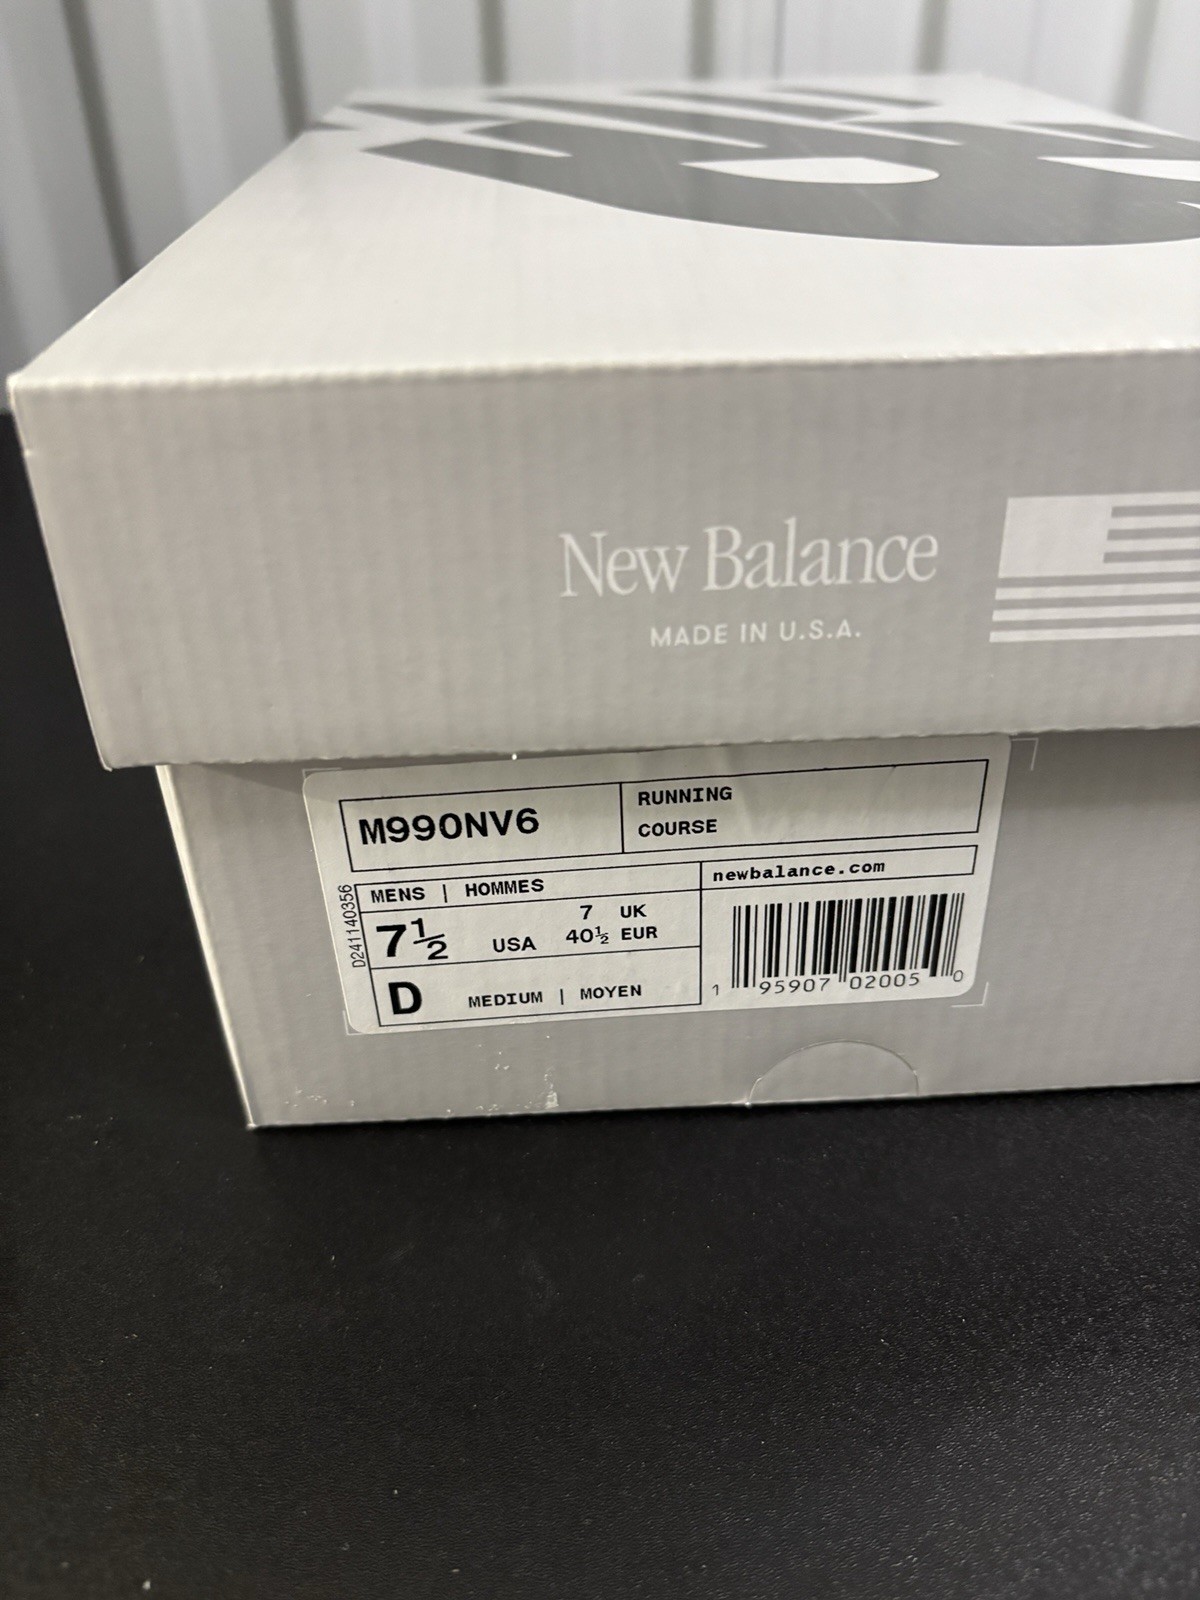 New Balance
MADE IN U.S.A.
M990NV6
RUNNING
COURSE
MENS | HOMMES
newbalance.com
7½ USA
7 UK
40½ EUR
D MEDIUM | MOYEN
1 95907 02005 0
D241140356